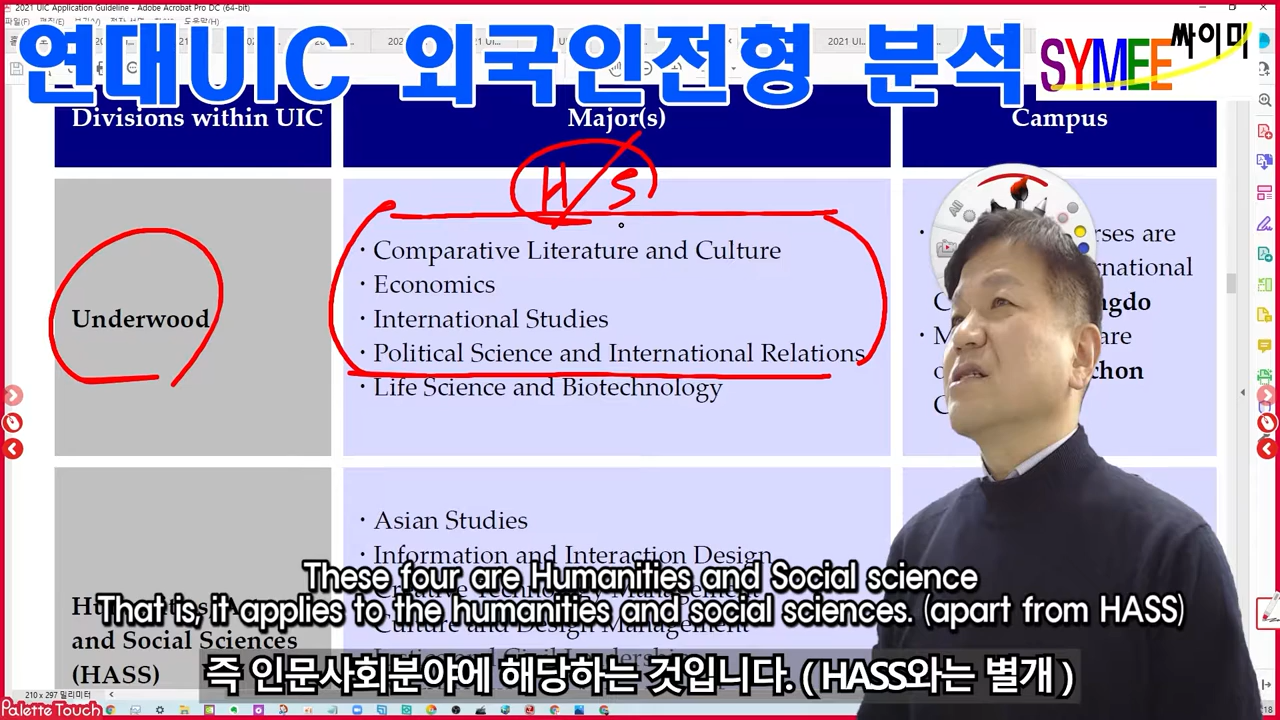 2021 UIC Application Guideline - Adobe Acrobat Pro DC (64-bit)
연대UIC 외국인전형 분석
SYMEE 싸이미
Divisions within UIC
Major(s)
Campus
H/S
Underwood
· Comparative Literature and Culture
· Economics
· International Studies
· Political Science and International Relations
· Life Science and Biotechnology
are
· Asian Studies
· Information and Interaction Design
and Social Sciences
(HASS)
These four are Humanities and Social science
That is, it applies to the humanities and social sciences. (apart from HASS)
즉 인문사회분야에 해당하는 것입니다. ( HASS와는 별개 )
210 x 297 밀리미터
Palette Touch